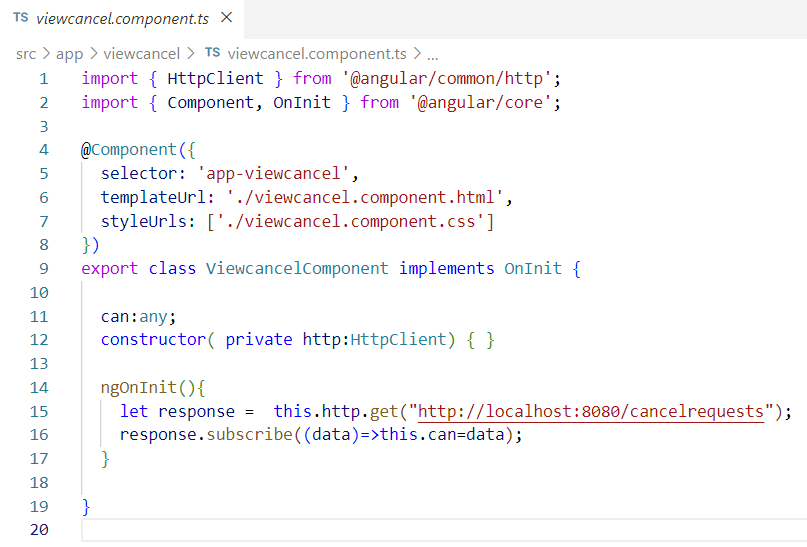 TS viewcancel.component.ts ×
src > app > viewcancel > TS viewcancel.component.ts > ...
1 import { HttpClient } from '@angular/common/http';
2 import { Component, OnInit } from '@angular/core';
3
4 @Component({
5   selector: 'app-viewcancel',
6   templateUrl: './viewcancel.component.html',
7   styleUrls: ['./viewcancel.component.css']
8 })
9 export class ViewcancelComponent implements OnInit {
10
11   can:any;
12   constructor( private http:HttpClient) { }
13
14   ngOnInit(){
15     let response =  this.http.get("http://localhost:8080/cancelrequests");
16     response.subscribe((data)=>this.can=data);
17   }
18
19 }
20